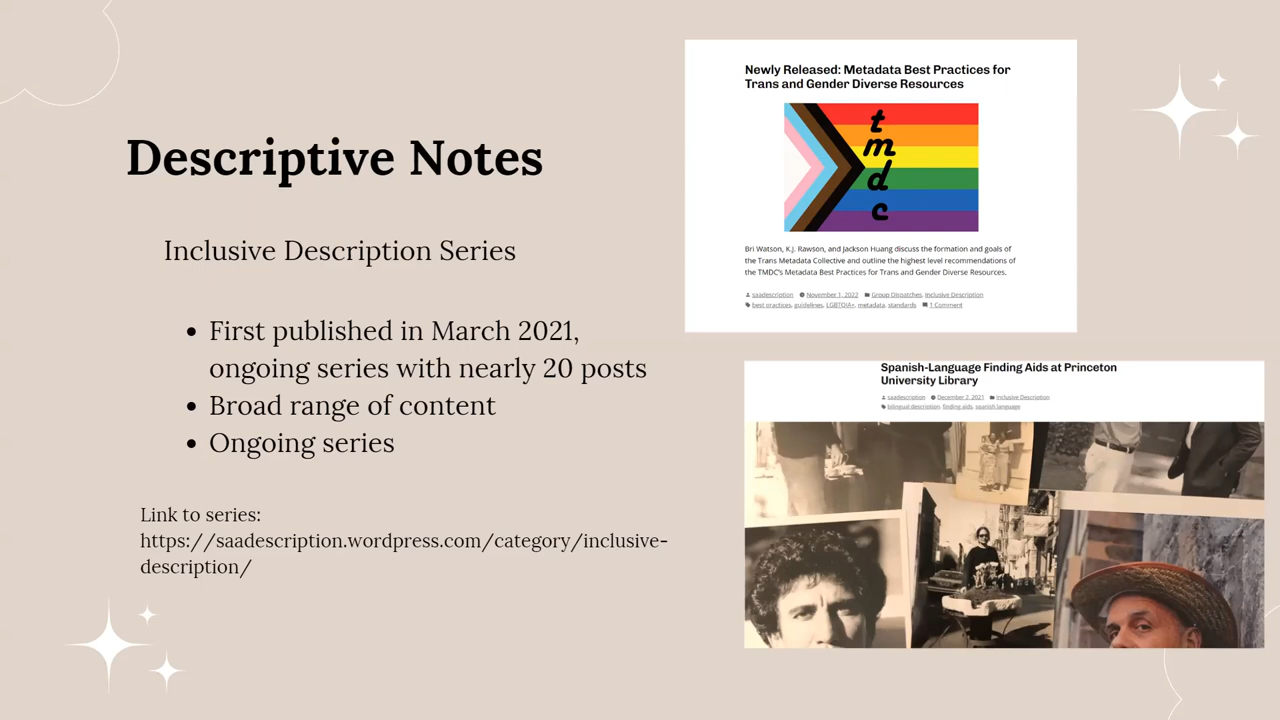 Descriptive Notes
Inclusive Description Series
First published in March 2021,
ongoing series with nearly 20 posts
Broad range of content
Ongoing series
Link to series:
https://saadescription.wordpress.com/category/inclusive-
description/
Newly Released: Metadata Best Practices for
Trans and Gender Diverse Resources
t
m
d
c
Bri Watson, K.J. Rawson, and Jackson Huang discuss the formation and goals of
the Trans Metadata Collective and outline the highest level recommendations of
the TMDC's Metadata Best Practices for Trans and Gender Diverse Resources.
saadescription November 1, 2022 Group Dispatches, Inclusive Description
best practices, guidelines, LGBTQIA+, metadata, standards 1 Comment
Spanish-Language Finding Aids at Princeton
University Library
saadescription December 2, 2021 Inclusive Description
bilingual description, finding aids, spanish language